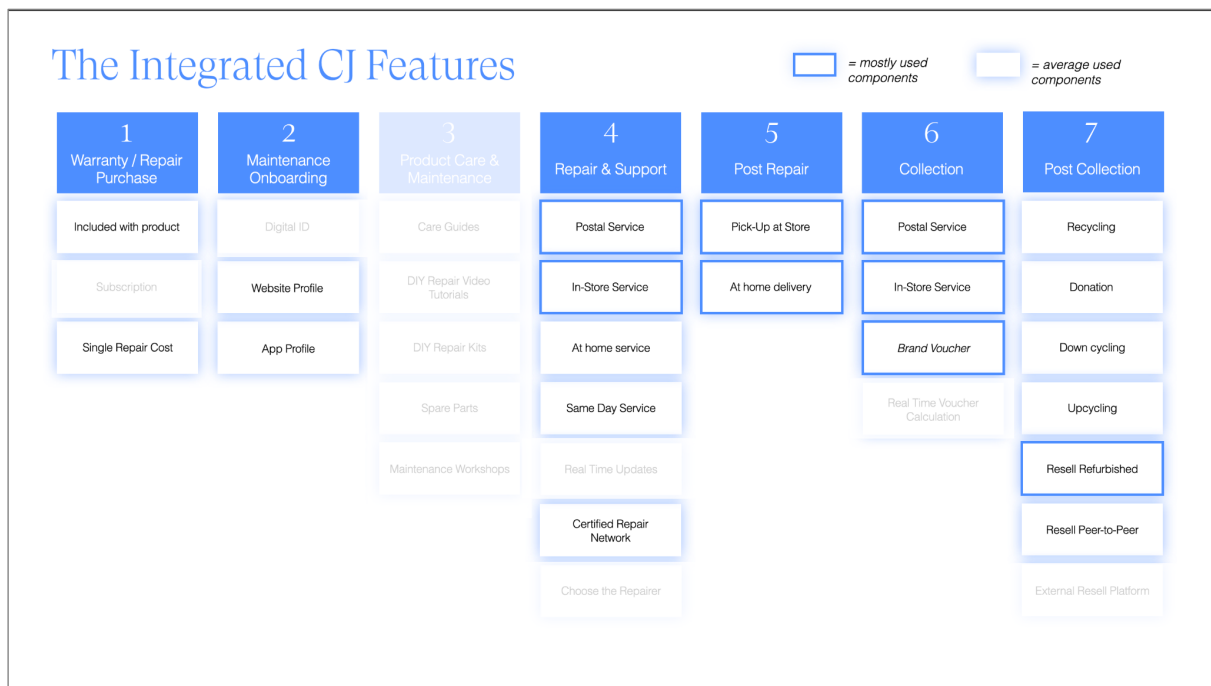 The Integrated CJ Features
= mostly used
components
= average used
components
1
Warranty / Repair
Purchase
Included with product
Subscription
Single Repair Cost
2
Maintenance
Onboarding
Digital ID
Website Profile
App Profile
3
Product Care &
Maintenance
Care Guides
DIY Repair Video
Tutorials
DIY Repair Kits
Spare Parts
Maintenance Workshops
4
Repair & Support
Postal Service
In-Store Service
At home service
Same Day Service
Real Time Updates
Certified Repair
Network
Choose the Repairer
5
Post Repair
Pick-Up at Store
At home delivery
6
Collection
Postal Service
In-Store Service
Brand Voucher
Real Time Voucher
Calculation
7
Post Collection
Recycling
Donation
Down cycling
Upcycling
Resell Refurbished
Resell Peer-to-Peer
External Resell Platform